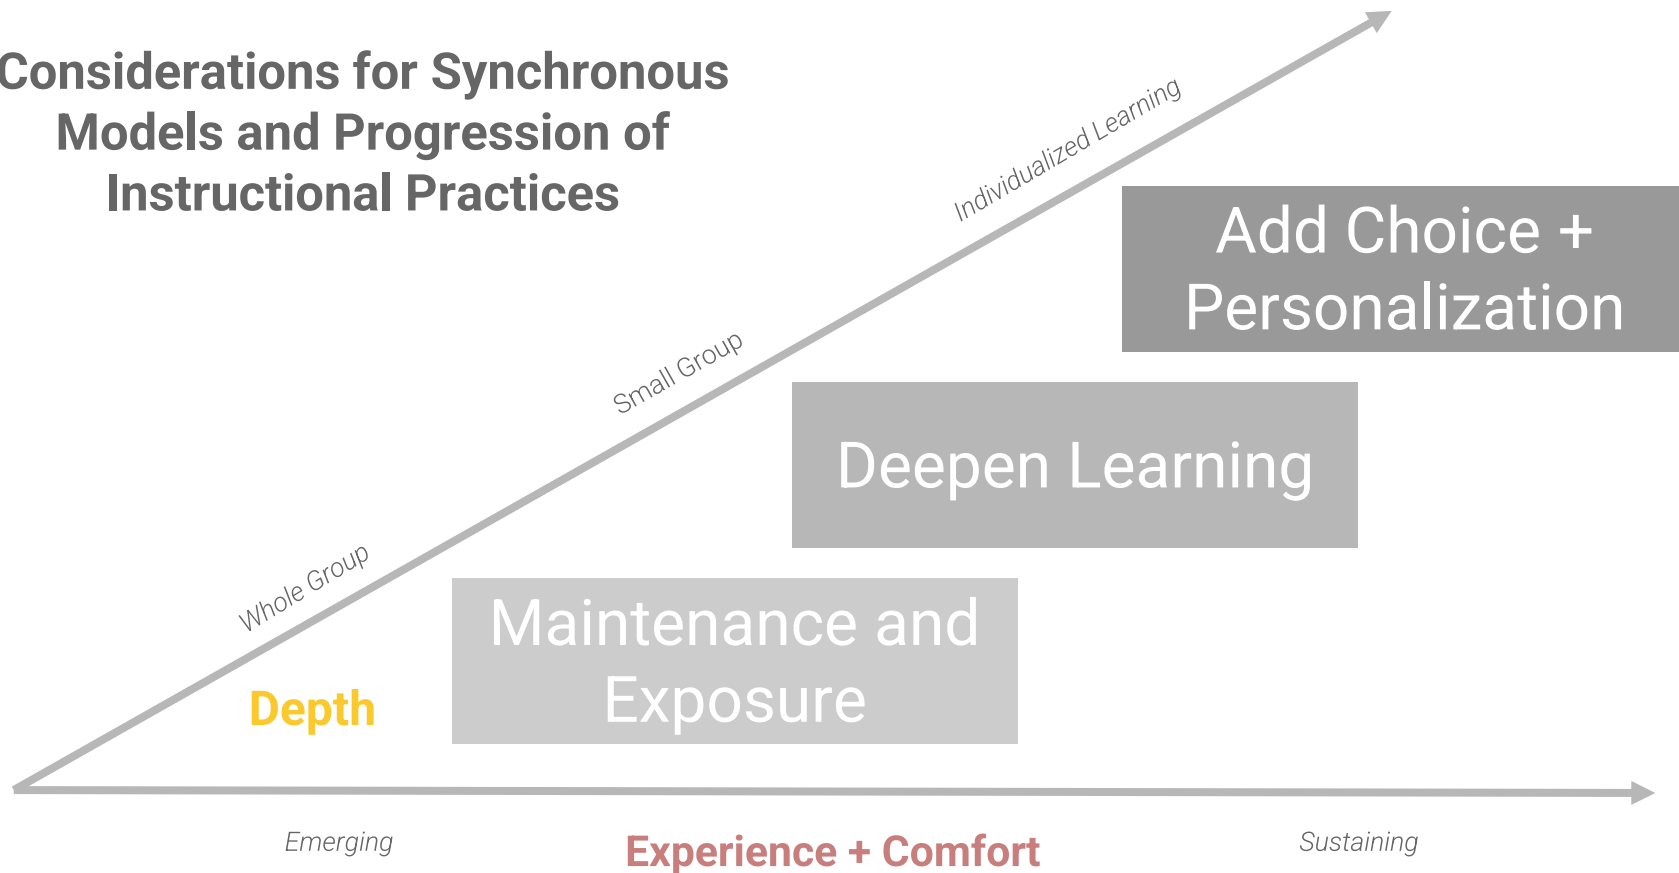 Considerations for Synchronous
Models and Progression of
Instructional Practices
Individualized Learning
Add Choice +
Personalization
Small Group
Deepen Learning
Whole Group
Maintenance and
Exposure
Depth
Emerging
Experience + Comfort
Sustaining